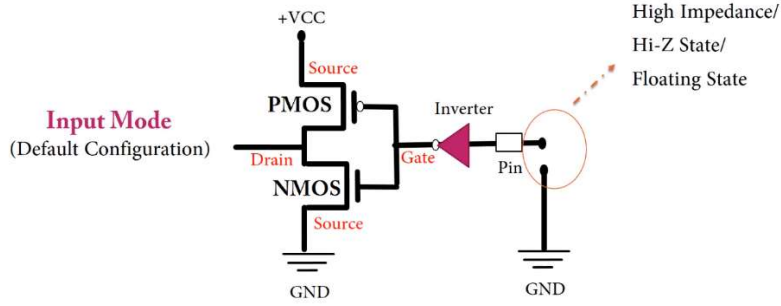 High Impedance/
Hi-Z State/
Floating State
+VCC
Source
PMOS
Inverter
Input Mode
(Default Configuration)
Drain
Gate
Pin
NMOS
Source
GND
GND